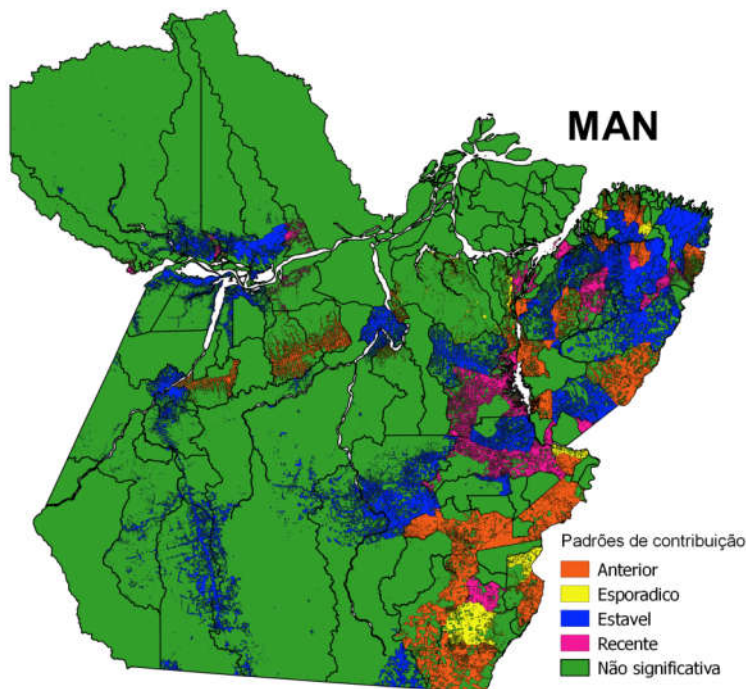 MAN
Padrões de contribuição
Anterior
Esporadico
Estavel
Recente
Não significativa